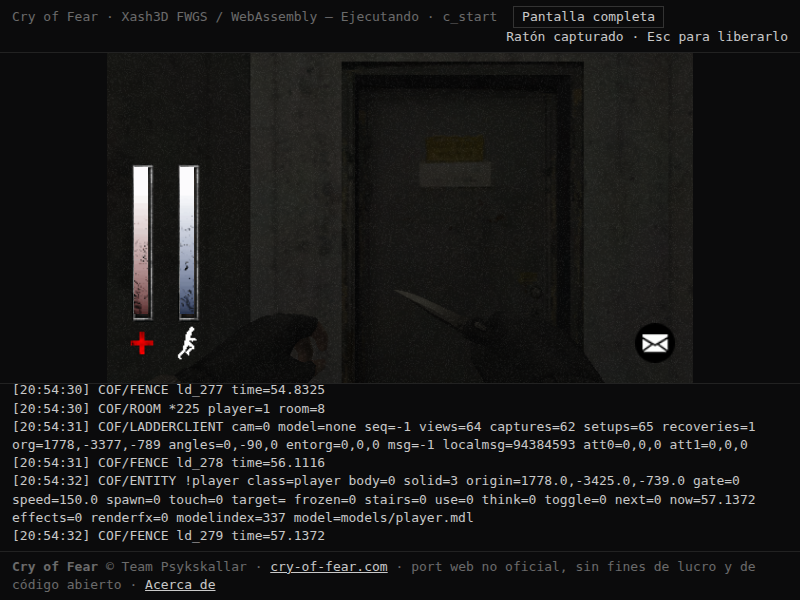 Cry of Fear · Xash3D FWGS / WebAssembly — Ejecutando · c_start
Pantalla completa
Ratón capturado · Esc para liberarlo
[20:54:30] COF/FENCE ld_277 time=54.8325
[20:54:30] COF/ROOM *225 player=1 room=8
[20:54:31] COF/LADDERCLIENT cam=0 model=none seq=-1 views=64 captures=62 setups=65 recoveries=1
org=1778,-3377,-789 angles=0,-90,0 entorg=0,0,0 msg=-1 localmsg=94384593 att0=0,0,0 att1=0,0,0
[20:54:31] COF/FENCE ld_278 time=56.1116
[20:54:32] COF/ENTITY !player class=player body=0 solid=3 origin=1778.0,-3425.0,-739.0 gate=0
speed=150.0 spawn=0 touch=0 target= frozen=0 stairs=0 use=0 think=0 toggle=0 next=0 now=57.1372
effects=0 renderfx=0 modelindex=337 model=models/player.mdl
[20:54:32] COF/FENCE ld_279 time=57.1372
Cry of Fear © Team Psyskallar · cry-of-fear.com · port web no oficial, sin fines de lucro y de
código abierto · Acerca de